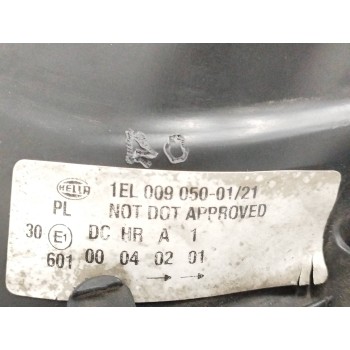 HELLA 1EL 009 050-01/21
PL NOT DOT APPROVED
30 E1 DC HR A 1
601 00 04 02 01
→ →